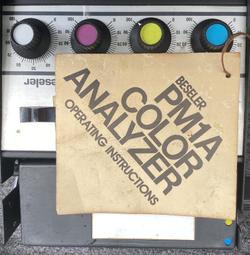 Beseler
BESELER
PM1A
COLOR
ANALYZER
OPERATING INSTRUCTIONS